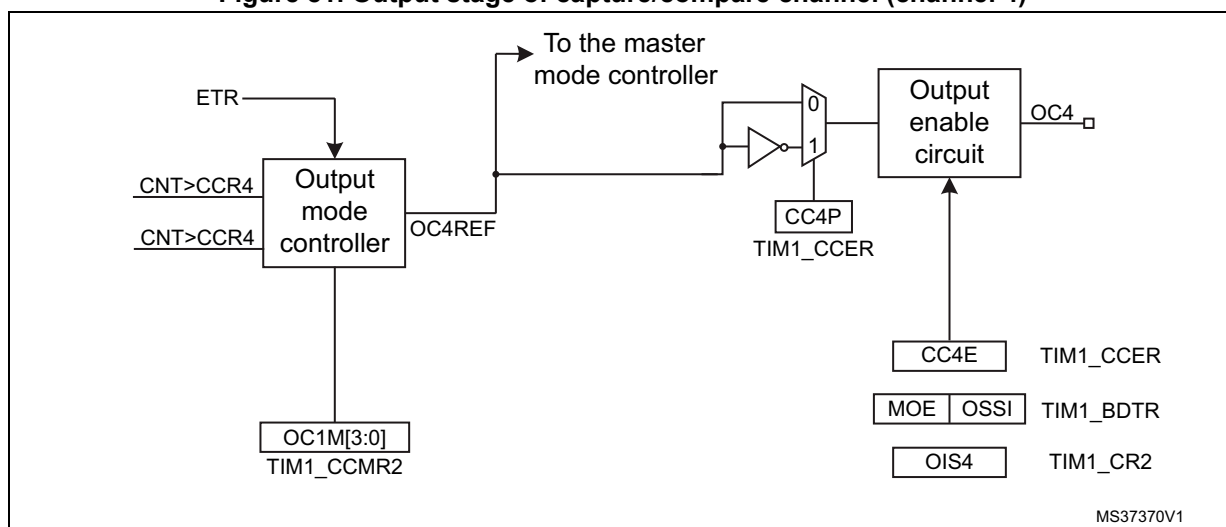 To the master
mode controller
ETR
0
1
Output
enable
circuit
OC4
CNT>CCR4
CNT>CCR4
Output
mode
controller
OC4REF
CC4P
TIM1_CCER
CC4E
TIM1_CCER
MOE
OSSI
TIM1_BDTR
OC1M[3:0]
TIM1_CCMR2
OIS4
TIM1_CR2
MS37370V1